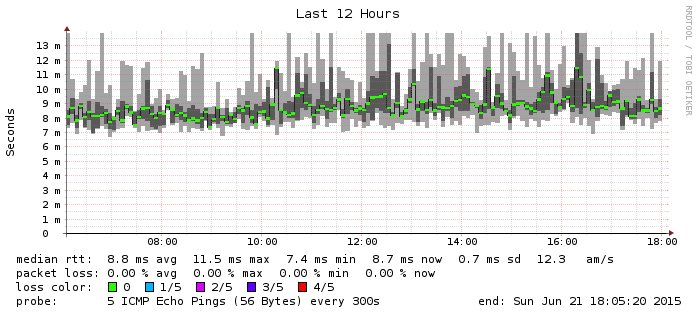 Last 12 Hours
RRDTOOL / TOBI OETIKER
Seconds
13 m
12 m
11 m
10 m
9 m
8 m
7 m
6 m
5 m
4 m
3 m
2 m
1 m
0
08:00 10:00 12:00 14:00 16:00 18:00
median rtt: 8.8 ms avg 11.5 ms max 7.4 ms min 8.7 ms now 0.7 ms sd 12.3 am/s
packet loss: 0.00 % avg 0.00 % max 0.00 % min 0.00 % now
loss color: 0 1/5 2/5 3/5 4/5
probe: 5 ICMP Echo Pings (56 Bytes) every 300s end: Sun Jun 21 18:05:20 2015